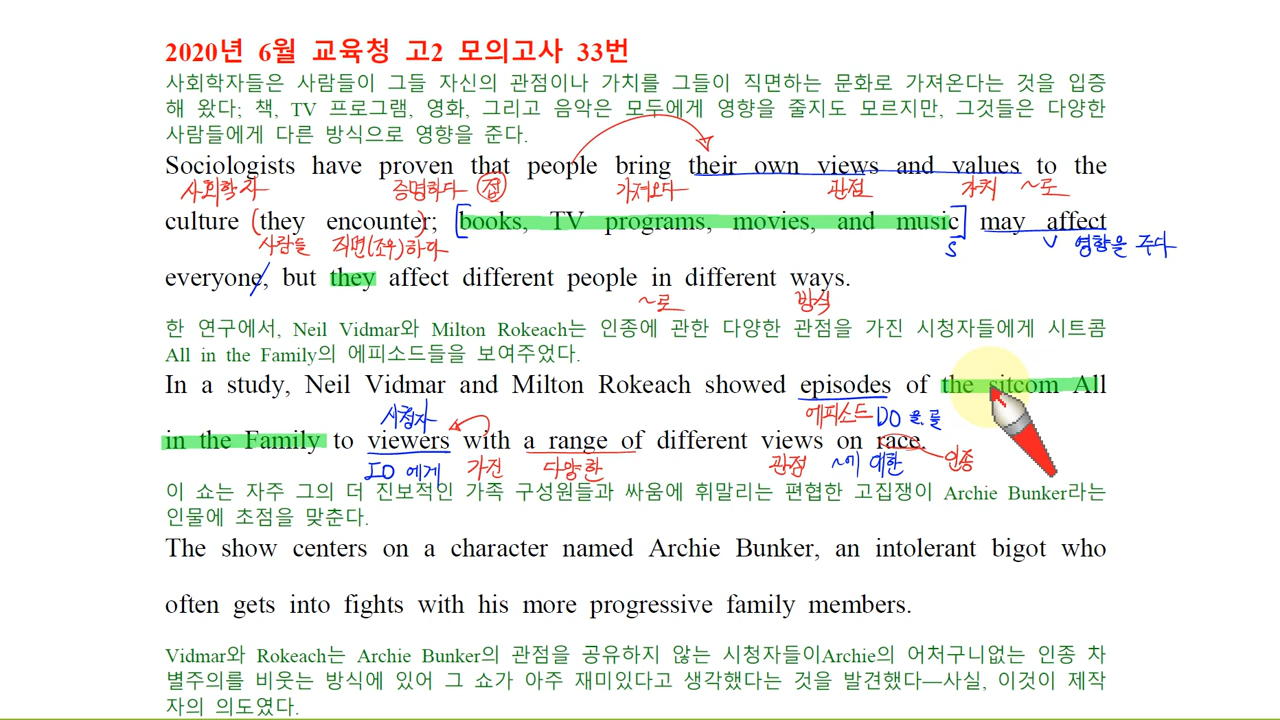 2020년 6월 교육청 고2 모의고사 33번
사회학자들은 사람들이 그들 자신의 관점이나 가치를 그들이 직면하는 문화로 가져온다는 것을 입증
해 왔다; 책, TV 프로그램, 영화, 그리고 음악은 모두에게 영향을 줄지도 모르지만, 그것들은 다양한
사람들에게 다른 방식으로 영향을 준다.
Sociologists have proven that people bring their own views and values to the
사회학자 증명하다 접 가져오다 관점 가치 ~로
culture (they encounter); [books, TV programs, movies, and music] may affect
사람들 직면(조우)하다 S V 영향을 주다
everyone, but they affect different people in different ways.
~로 방식
한 연구에서, Neil Vidmar와 Milton Rokeach는 인종에 관한 다양한 관점을 가진 시청자들에게 시트콤
All in the Family의 에피소드들을 보여주었다.
In a study, Neil Vidmar and Milton Rokeach showed episodes of the sitcom All
시청자 에피소드 DO 을.를
in the Family to viewers with a range of different views on race.
IO 에게 가진 다양한 관점 ~에 대한 인종
이 쇼는 자주 그의 더 진보적인 가족 구성원들과 싸움에 휘말리는 편협한 고집쟁이 Archie Bunker라는
인물에 초점을 맞춘다.
The show centers on a character named Archie Bunker, an intolerant bigot who
often gets into fights with his more progressive family members.
Vidmar와 Rokeach는 Archie Bunker의 관점을 공유하지 않는 시청자들이Archie의 어처구니없는 인종 차
별주의를 비웃는 방식에 있어 그 쇼가 아주 재미있다고 생각했다는 것을 발견했다—사실, 이것이 제작
자의 의도였다.